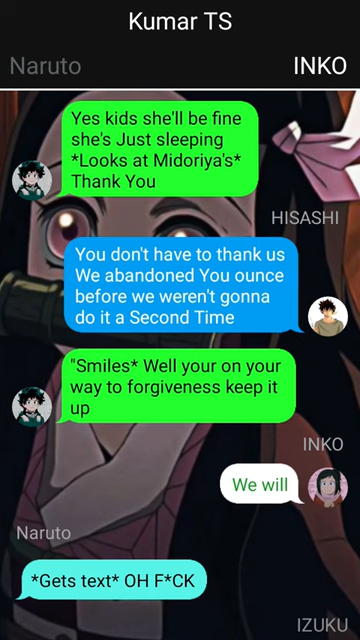 Kumar TS
Naruto
INKO
Yes kids she'll be fine
she's Just sleeping
*Looks at Midoriya's*
Thank You
HISASHI
You don't have to thank us
We abandoned You ounce
before we weren't gonna
do it a Second Time
"Smiles* Well your on your
way to forgiveness keep it
up
INKO
We will
Naruto
*Gets text* OH F*CK
IZUKU